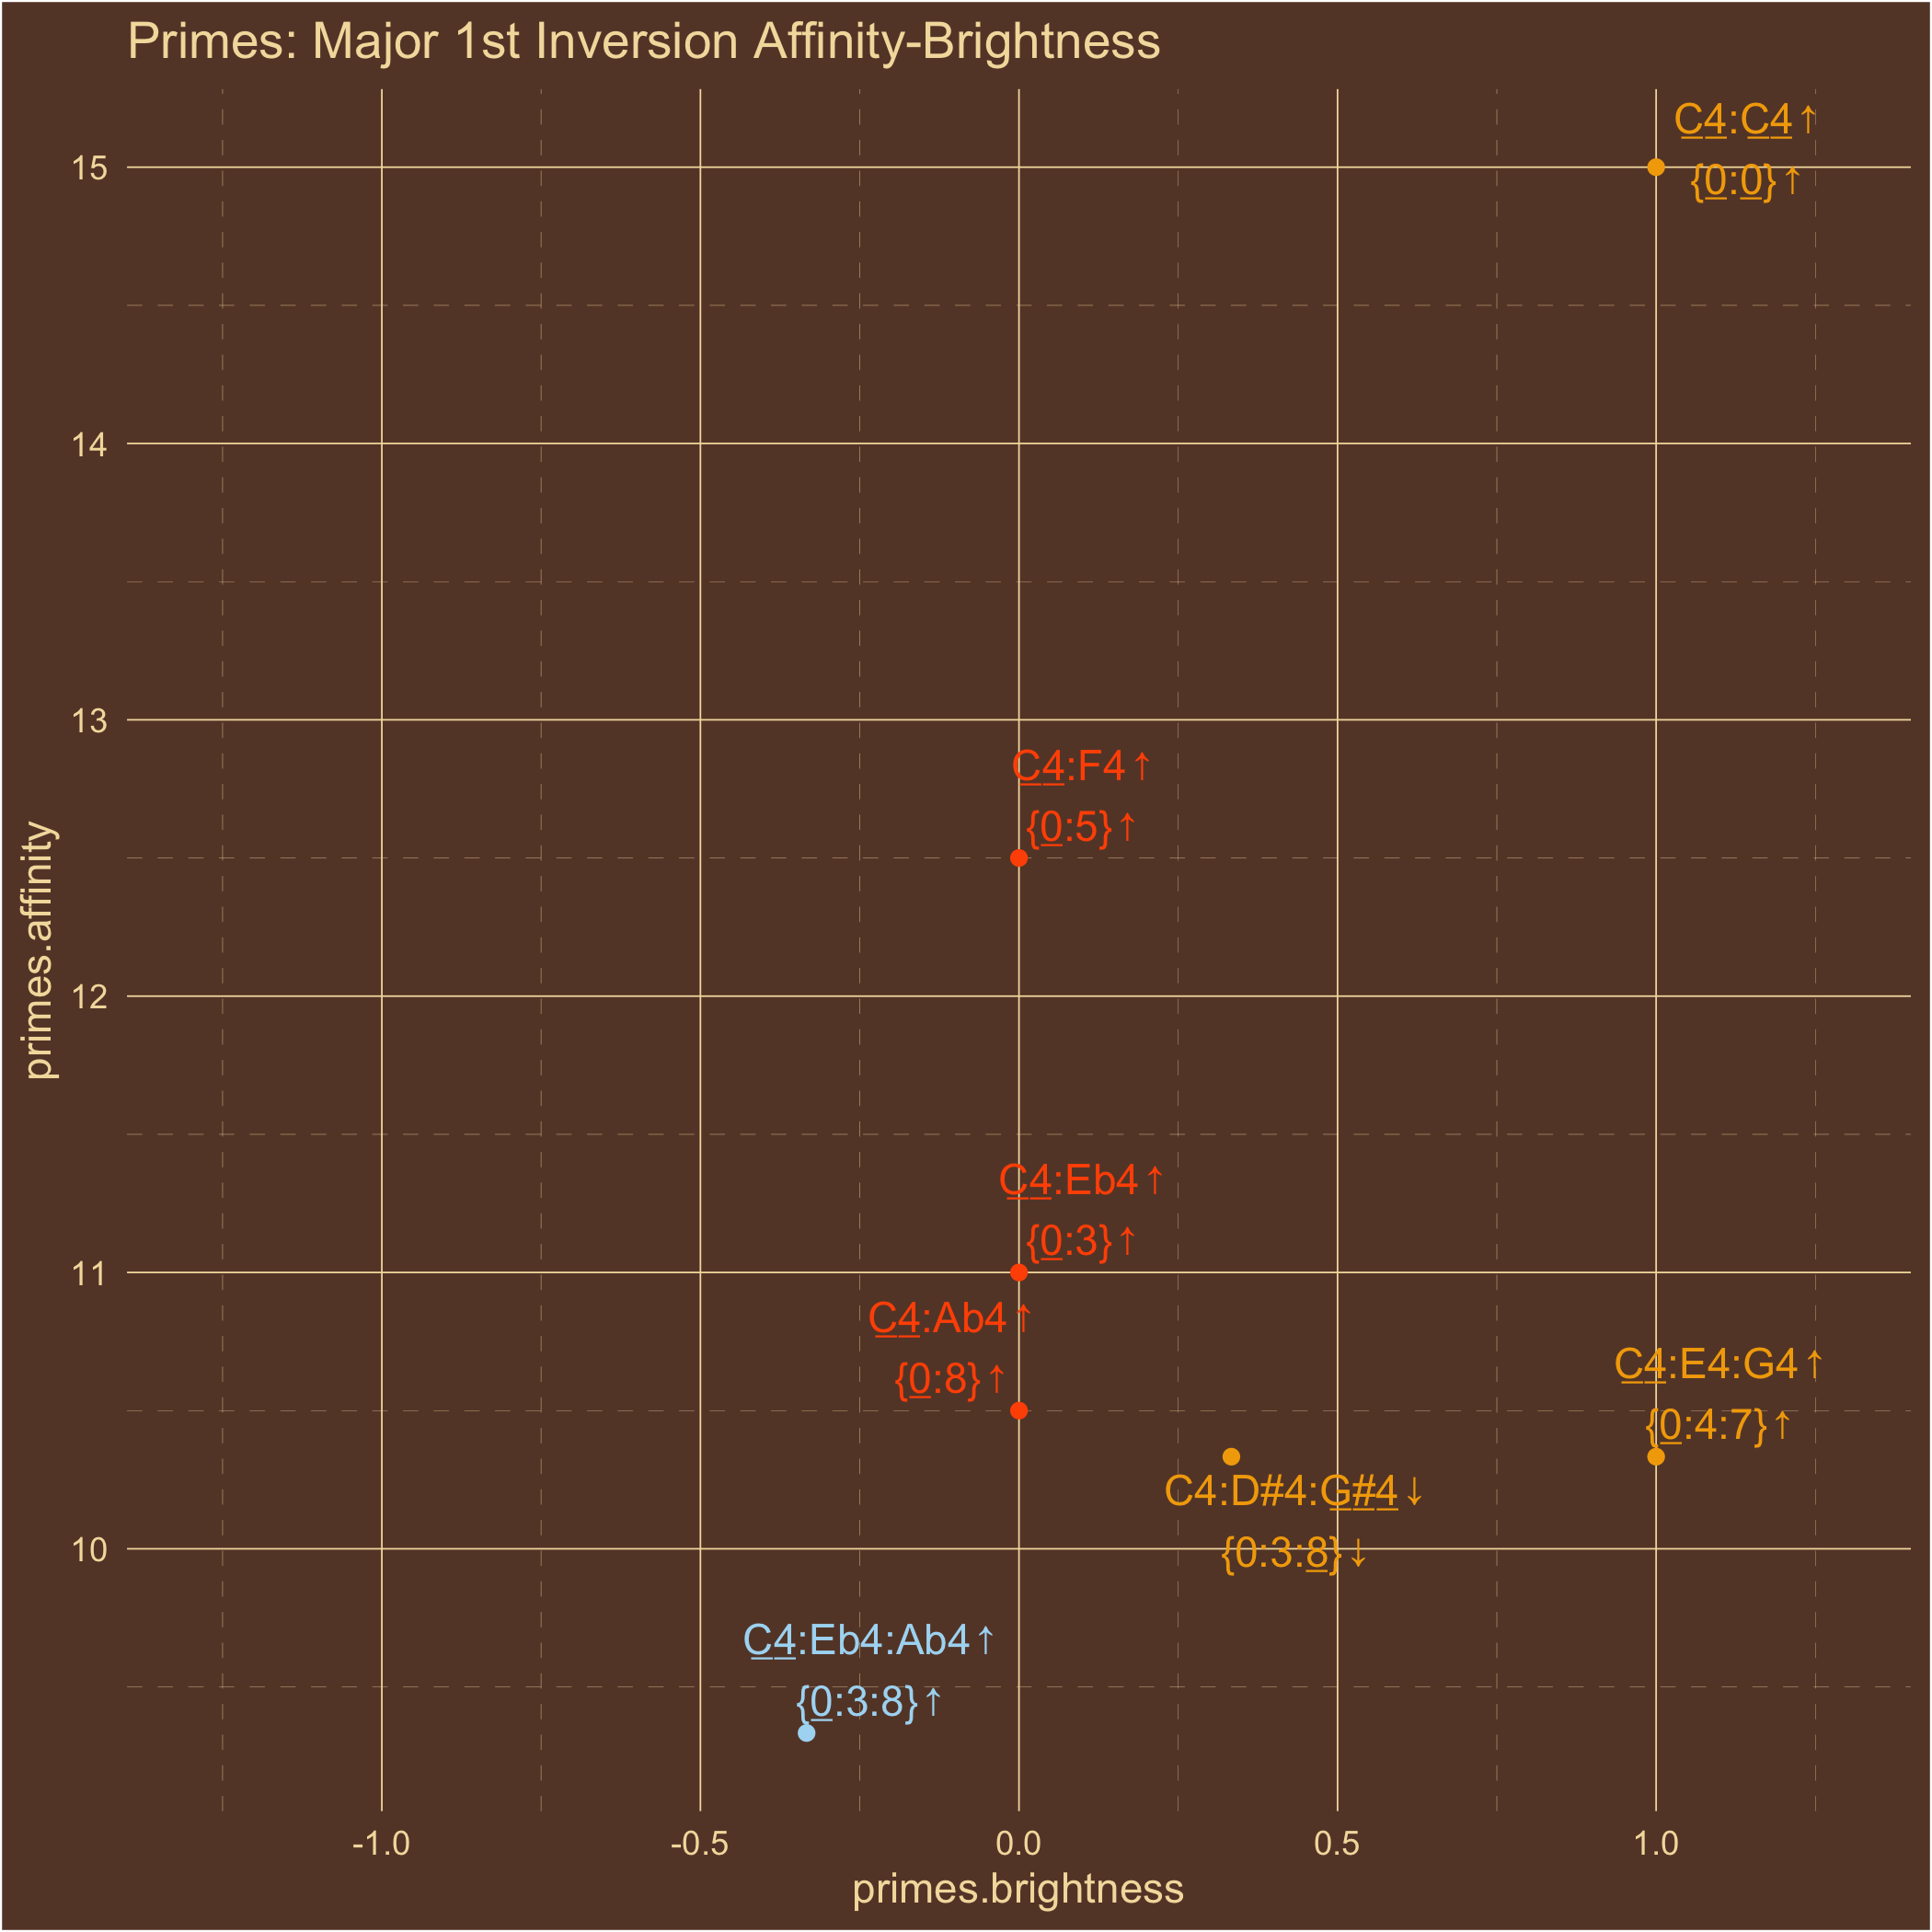 Primes: Major 1st Inversion Affinity-Brightness
C4:C4↑
15
{0:0}↑
14
13
C4:F4↑
{0:5}↑
primes.affinity
12
C4:Eb4↑
{0:3}↑
11
C4:Ab4↑
{0:8}↑
C4:E4:G4↑
{0:4:7}↑
C4:D#4:G#4↓
{0:3:8}↓
10
C4:Eb4:Ab4↑
{0:3:8}↑
-1.0 -0.5 0.0 0.5 1.0
primes.brightness